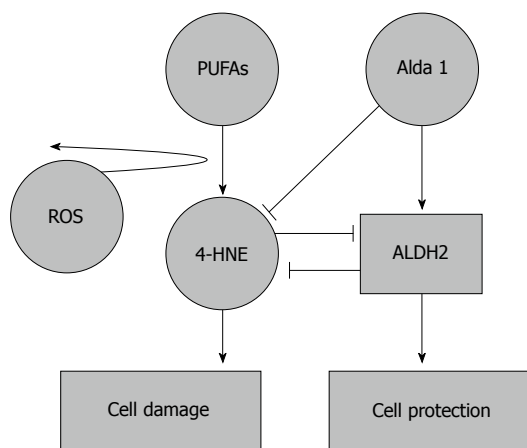 PUFAs
Alda 1
ROS
4-HNE
ALDH2
Cell damage
Cell protection